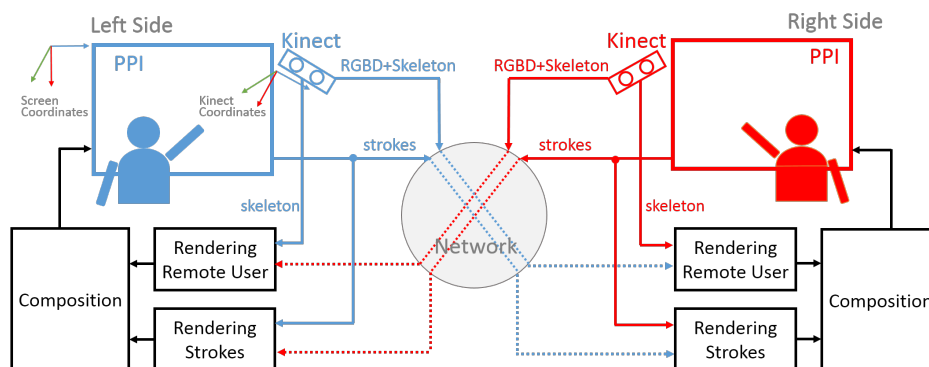 Left Side
Right Side
Kinect
Kinect
PPI
PPI
RGBD+Skeleton
RGBD+Skeleton
Screen
Coordinates
Kinect
Coordinates
strokes
strokes
skeleton
skeleton
Network
Rendering
Remote User
Rendering
Remote User
Composition
Composition
Rendering
Strokes
Rendering
Strokes